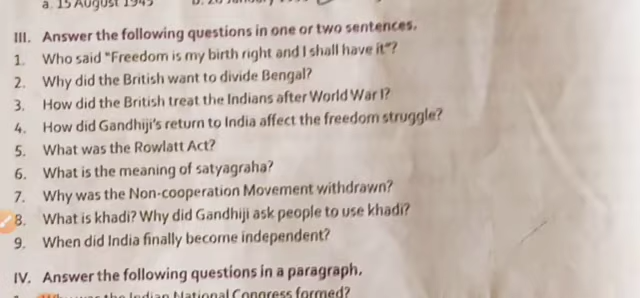 a. 15 August 1945
III. Answer the following questions in one or two sentences.
1. Who said "Freedom is my birth right and I shall have it"?
2. Why did the British want to divide Bengal?
3. How did the British treat the Indians after World War I?
4. How did Gandhiji's return to India affect the freedom struggle?
5. What was the Rowlatt Act?
6. What is the meaning of satyagraha?
7. Why was the Non-cooperation Movement withdrawn?
8. What is khadi? Why did Gandhiji ask people to use khadi?
9. When did India finally become independent?
IV. Answer the following questions in a paragraph.
the Indian National Congress formed?